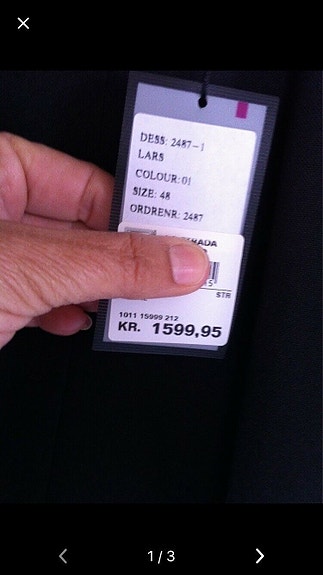 DESS: 2487-1
LARS
COLOUR: 01
SIZE: 48
ORDRENR: 2487
STR
1011 15999 212
KR. 1599,95
1 / 3